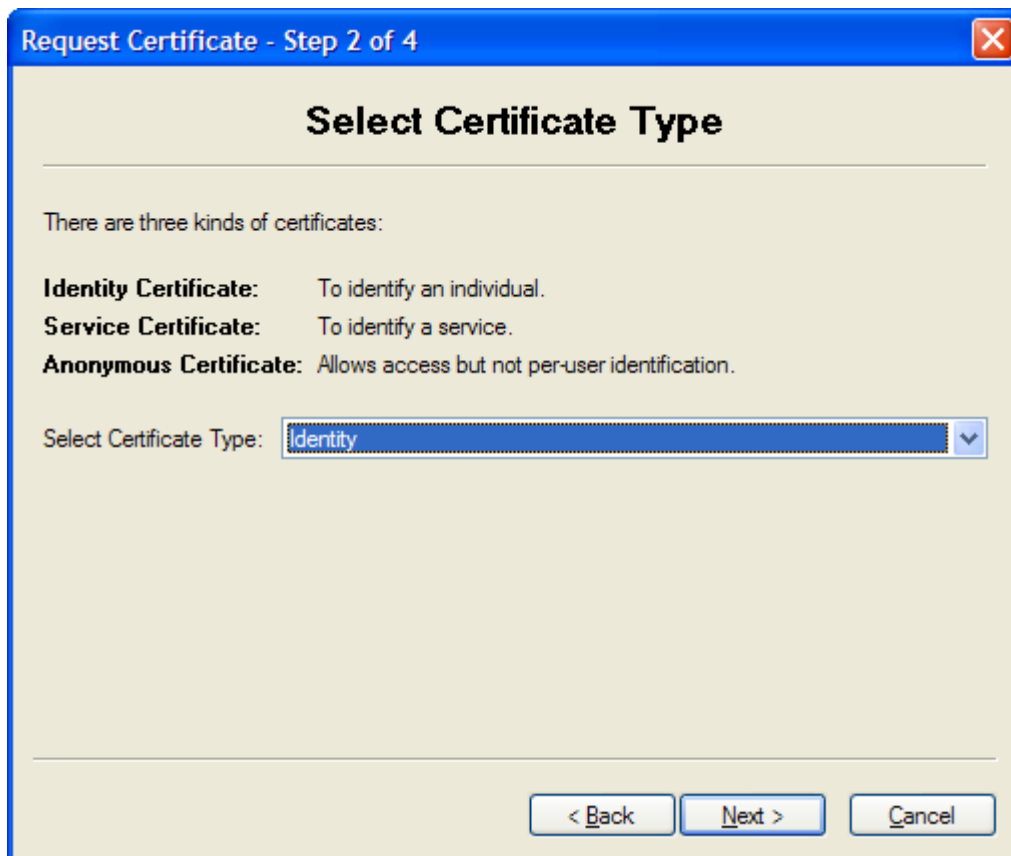 Request Certificate - Step 2 of 4
Select Certificate Type
There are three kinds of certificates:
Identity Certificate: To identify an individual.
Service Certificate: To identify a service.
Anonymous Certificate: Allows access but not per-user identification.
Select Certificate Type: Identity
< Back Next > Cancel